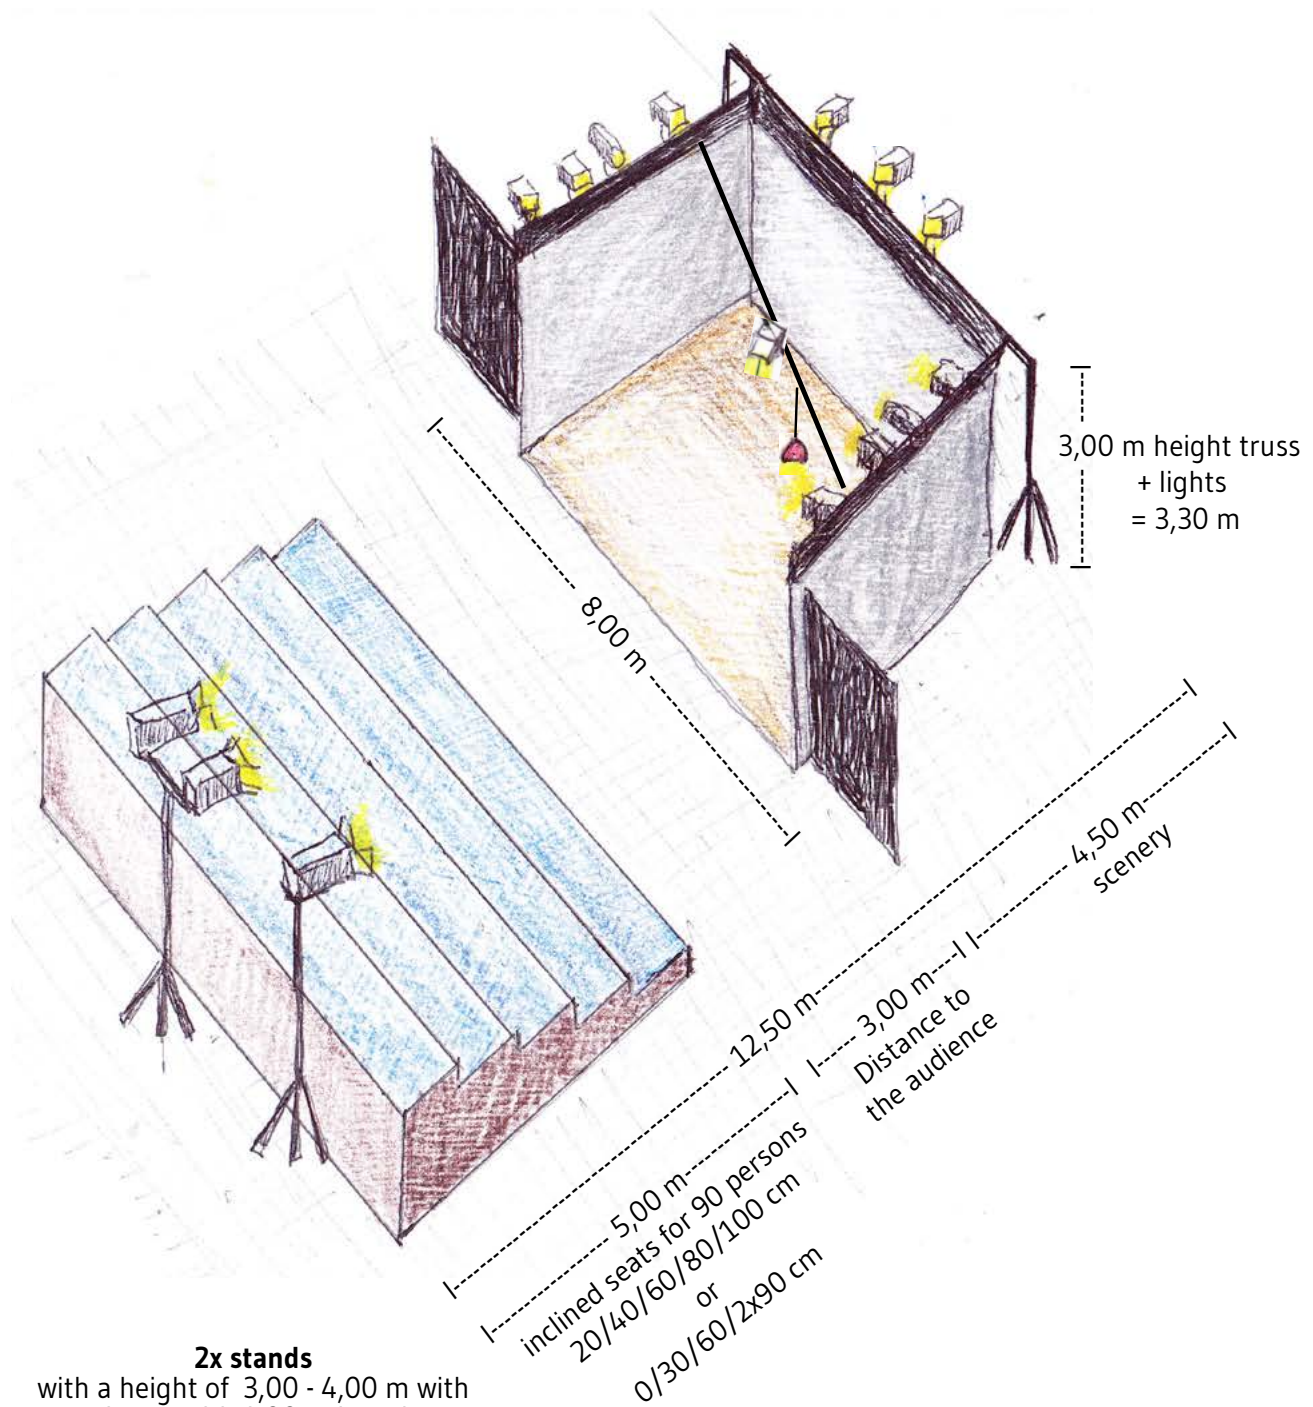 3,00 m height truss
+ lights
= 3,30 m
8,00 m
4,50 m
scenery
12,50 m
3,00 m
Distance to
the audience
5,00 m
inclined seats for 90 persons
20/40/60/80/100 cm
or
0/30/60/2x90 cm
2x stands
with a height of 3,00 - 4,00 m with